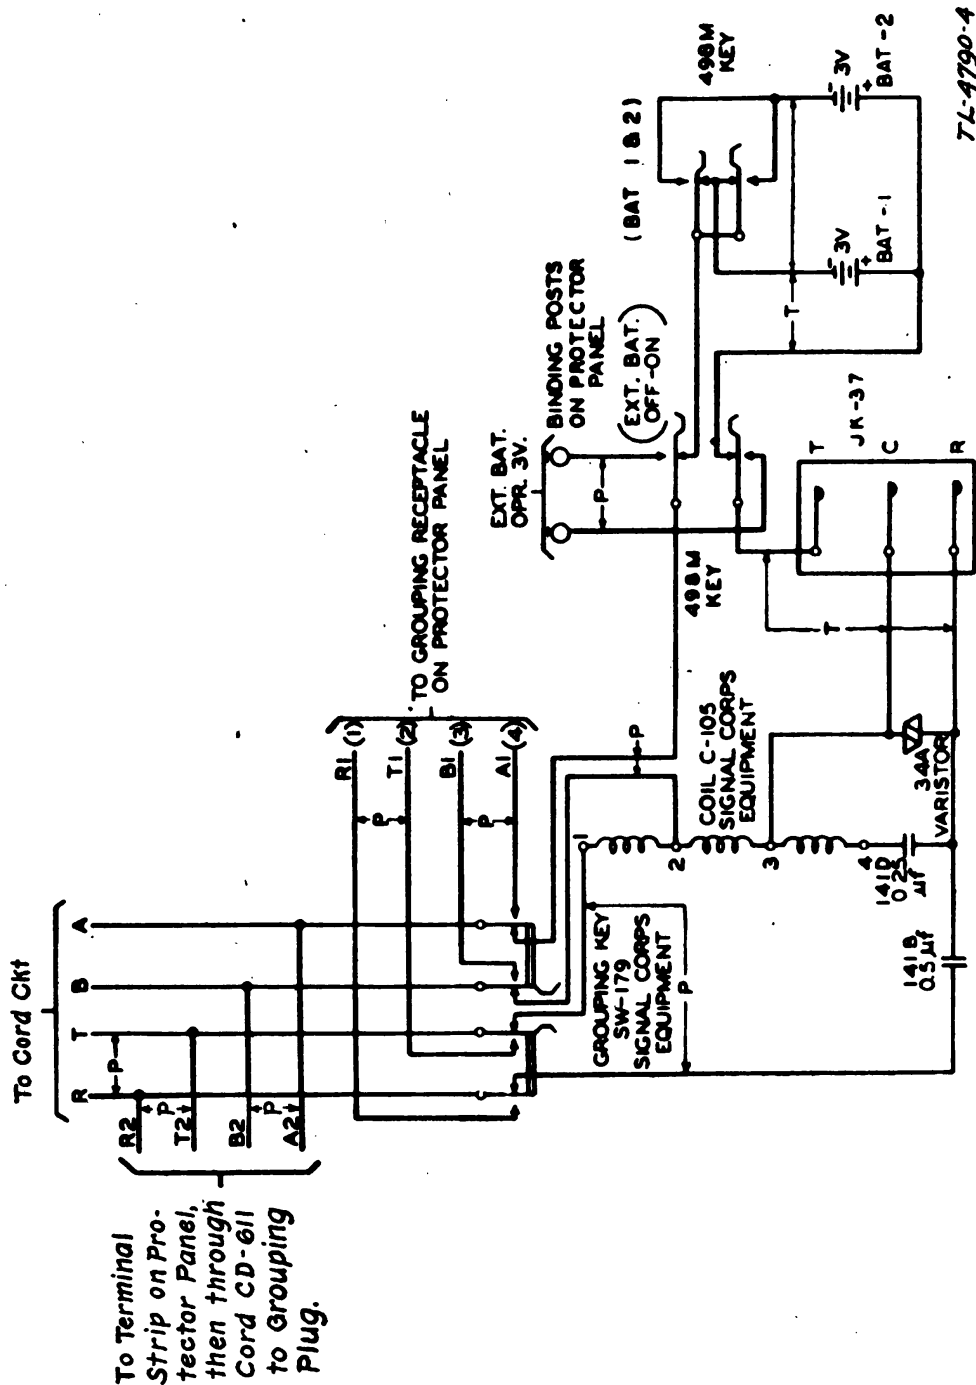 To Cord Ckt
R
T
B
A
P
R2
T2
B2
A2
P
P
To Terminal
Strip on Pro-
tector Panel,
then through
Cord CD-611
to Grouping
Plug.
R1 (1)
T1 (2)
B1 (3)
A1 (4)
P
P
TO GROUPING RECEPTACLE
ON PROTECTOR PANEL
GROUPING KEY
SW-179
SIGNAL CORPS
EQUIPMENT
P
1
2
3
4
P
COIL C-105
SIGNAL CORPS
EQUIPMENT
141B
0.5 µf
141D
0.25
µf
34A
VARISTOR
EXT. BAT.
OPR. 3V.
BINDING POSTS
ON PROTECTOR
PANEL
P
(EXT. BAT.
OFF-ON)
498M
KEY
T
T
C
R
JK-37
(BAT 1 & 2)
498M
KEY
T
- 3V
+
BAT-1
- 3V
+
BAT-2
TL-4790-4